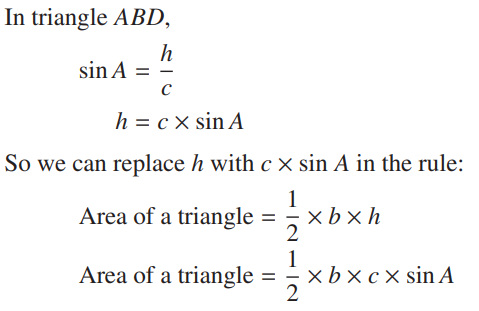 In triangle ABD,
sin A = h/c
h = c × sin A
So we can replace h with c × sin A in the rule:
Area of a triangle = 1/2 × b × h
Area of a triangle = 1/2 × b × c × sin A